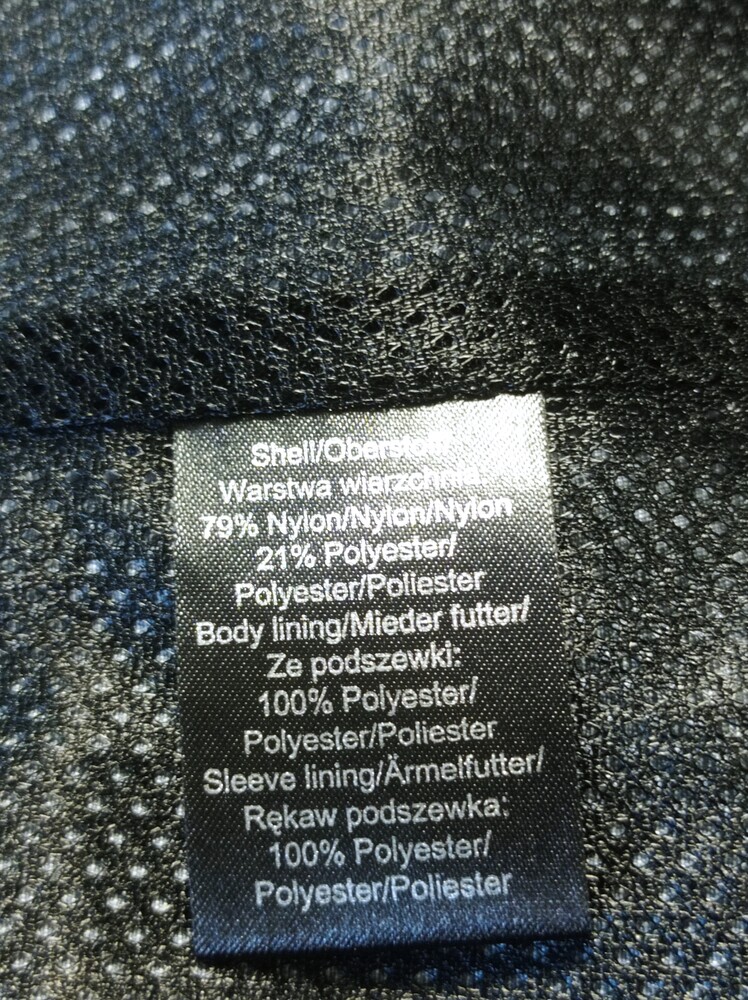 Shell/Oberstoff/
Warstwa wierzchnia:
79% Nylon/Nylon/Nylon
21% Polyester/
Polyester/Poliester
Body lining/Mieder futter/
Ze podszewki:
100% Polyester/
Polyester/Poliester
Sleeve lining/Ärmelfutter/
Rękaw podszewka:
100% Polyester/
Polyester/Poliester